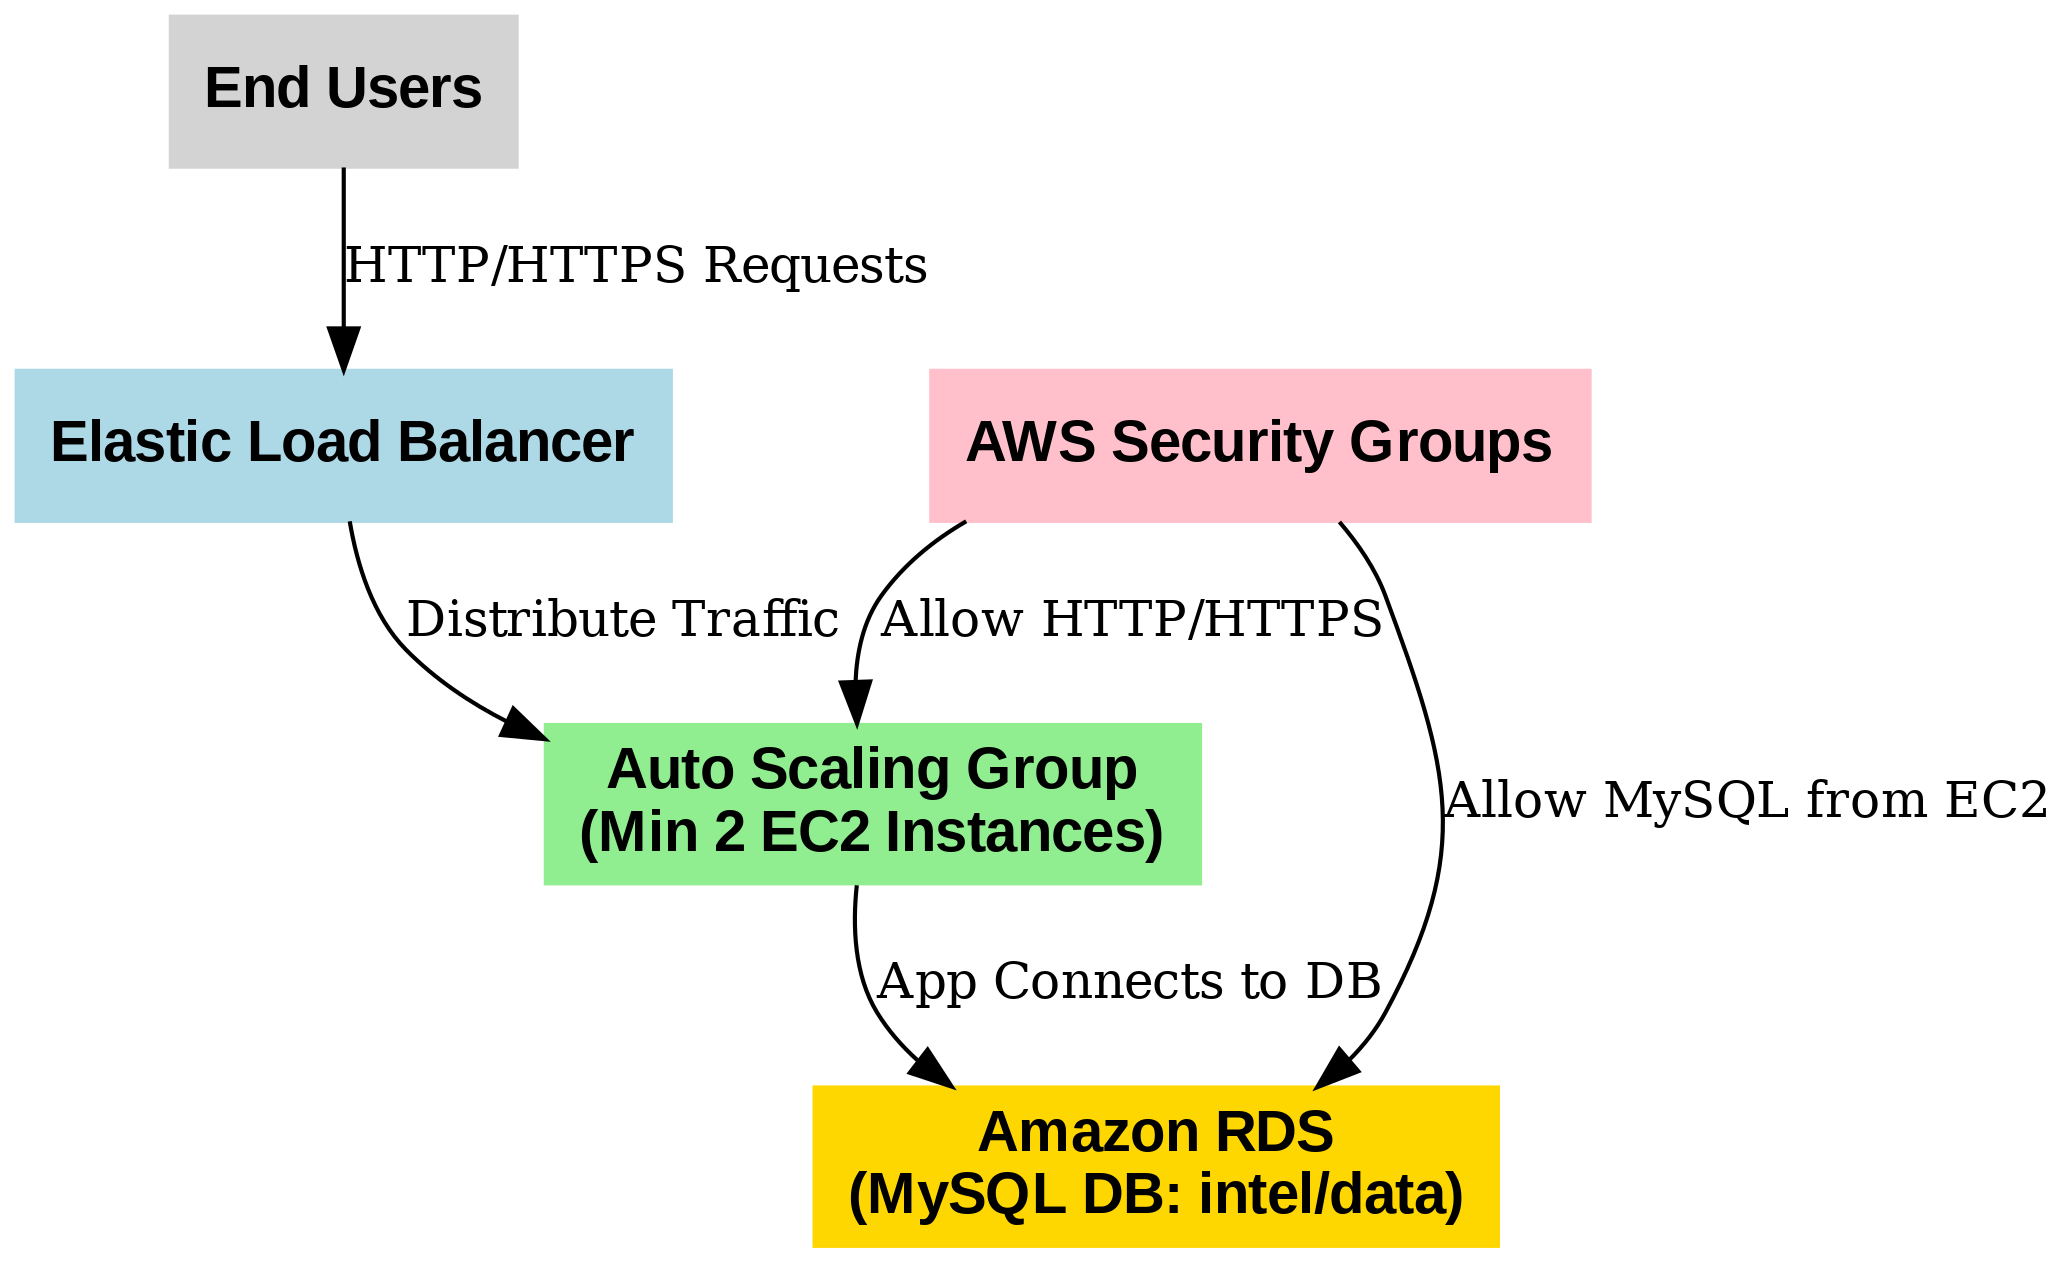 End Users
HTTP/HTTPS Requests
Elastic Load Balancer
AWS Security Groups
Distribute Traffic
Allow HTTP/HTTPS
Auto Scaling Group
(Min 2 EC2 Instances)
Allow MySQL from EC2
App Connects to DB
Amazon RDS
(MySQL DB: intel/data)